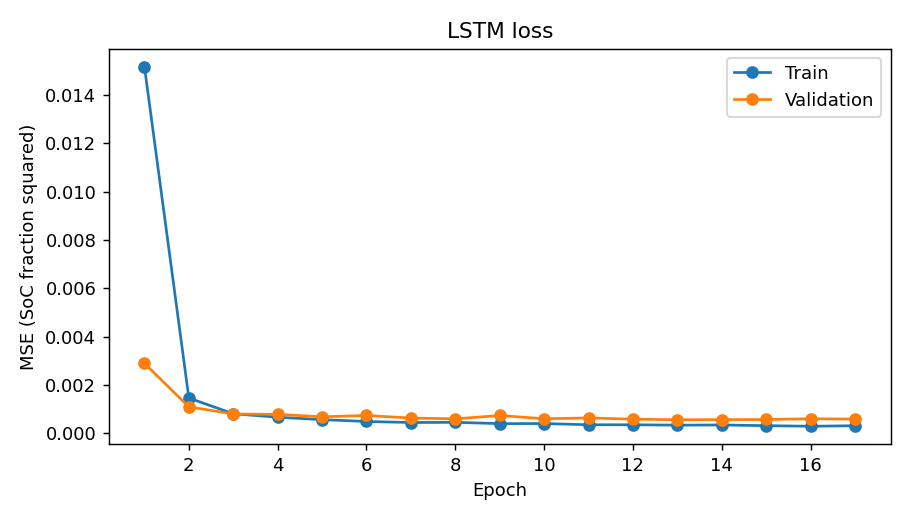 LSTM loss
Train
Validation
MSE (SoC fraction squared)
0.014
0.012
0.010
0.008
0.006
0.004
0.002
0.000
2 4 6 8 10 12 14 16
Epoch